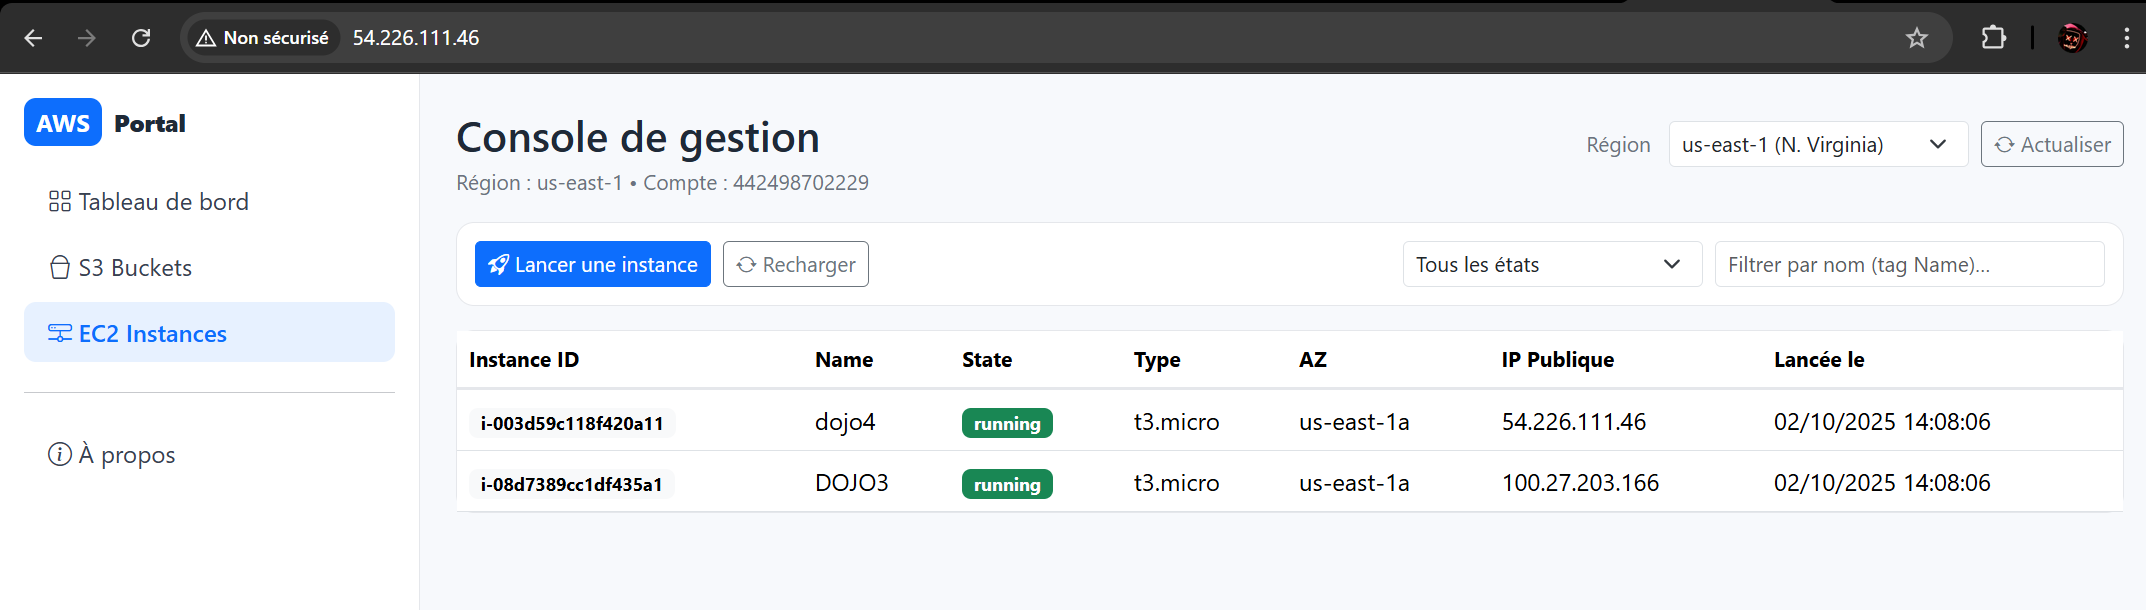 Non sécurisé 54.226.111.46
AWS Portal
Tableau de bord
S3 Buckets
EC2 Instances
À propos
Console de gestion
Région : us-east-1 • Compte : 442498702229
Région us-east-1 (N. Virginia) Actualiser
Lancer une instance Recharger Tous les états Filtrer par nom (tag Name)...
Instance ID Name State Type AZ IP Publique Lancée le
i-003d59c118f420a11 dojo4 running t3.micro us-east-1a 54.226.111.46 02/10/2025 14:08:06
i-08d7389cc1df435a1 DOJO3 running t3.micro us-east-1a 100.27.203.166 02/10/2025 14:08:06